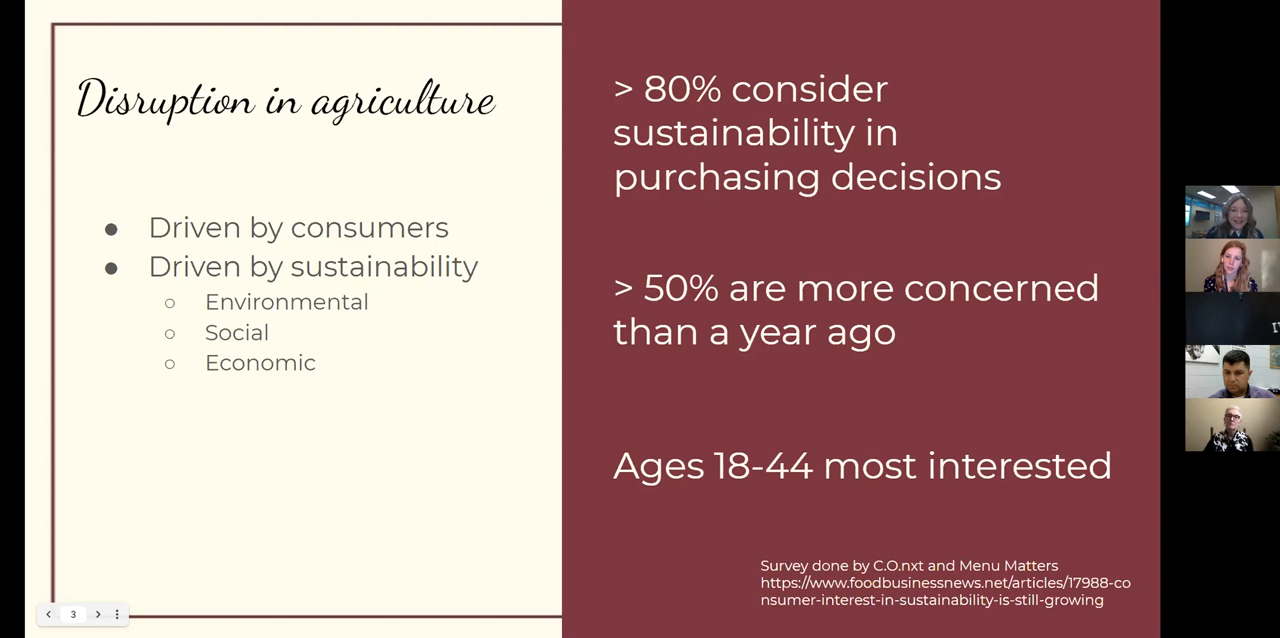 Disruption in agriculture
● Driven by consumers
● Driven by sustainability
○ Environmental
○ Social
○ Economic
> 80% consider
sustainability in
purchasing decisions
> 50% are more concerned
than a year ago
Ages 18-44 most interested
Survey done by C.O.nxt and Menu Matters
https://www.foodbusinessnews.net/articles/17988-co
nsumer-interest-in-sustainability-is-still-growing
3